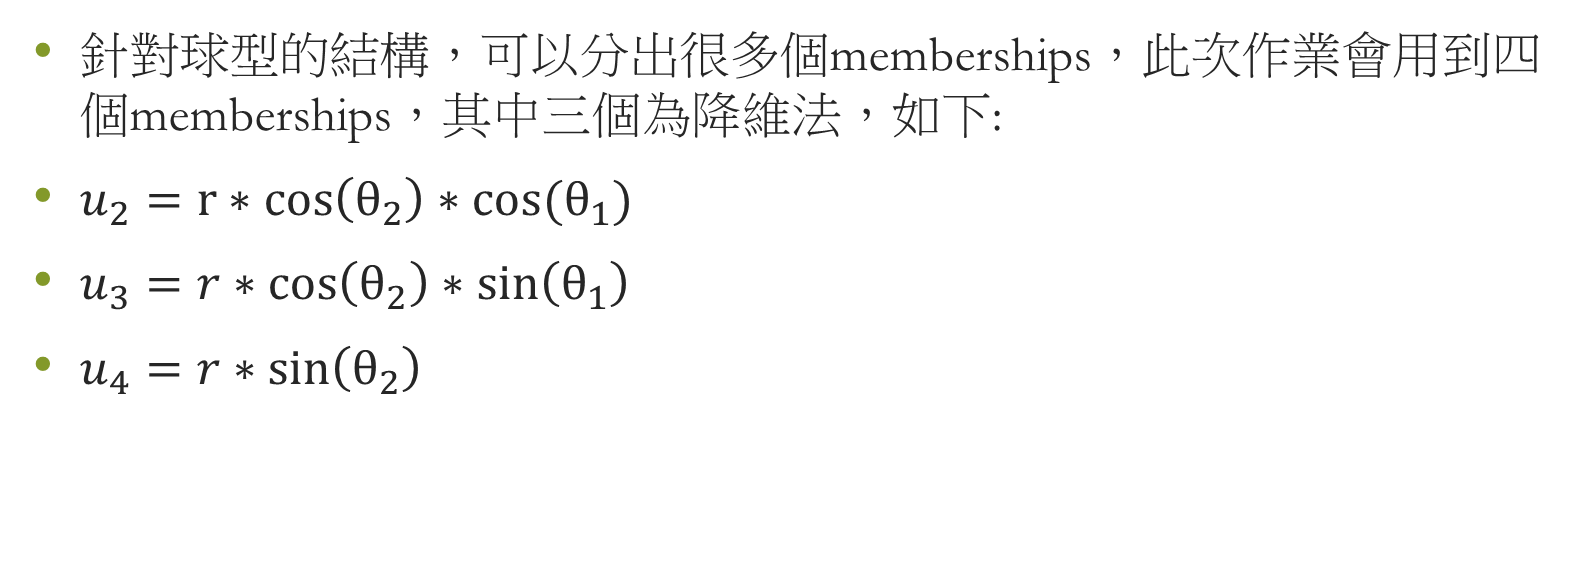 • 針對球型的結構，可以分出很多個memberships，此次作業會用到四
個memberships，其中三個為降維法，如下:
• u₂ = r ∗ cos(θ₂) ∗ cos(θ₁)
• u₃ = r ∗ cos(θ₂) ∗ sin(θ₁)
• u₄ = r ∗ sin(θ₂)